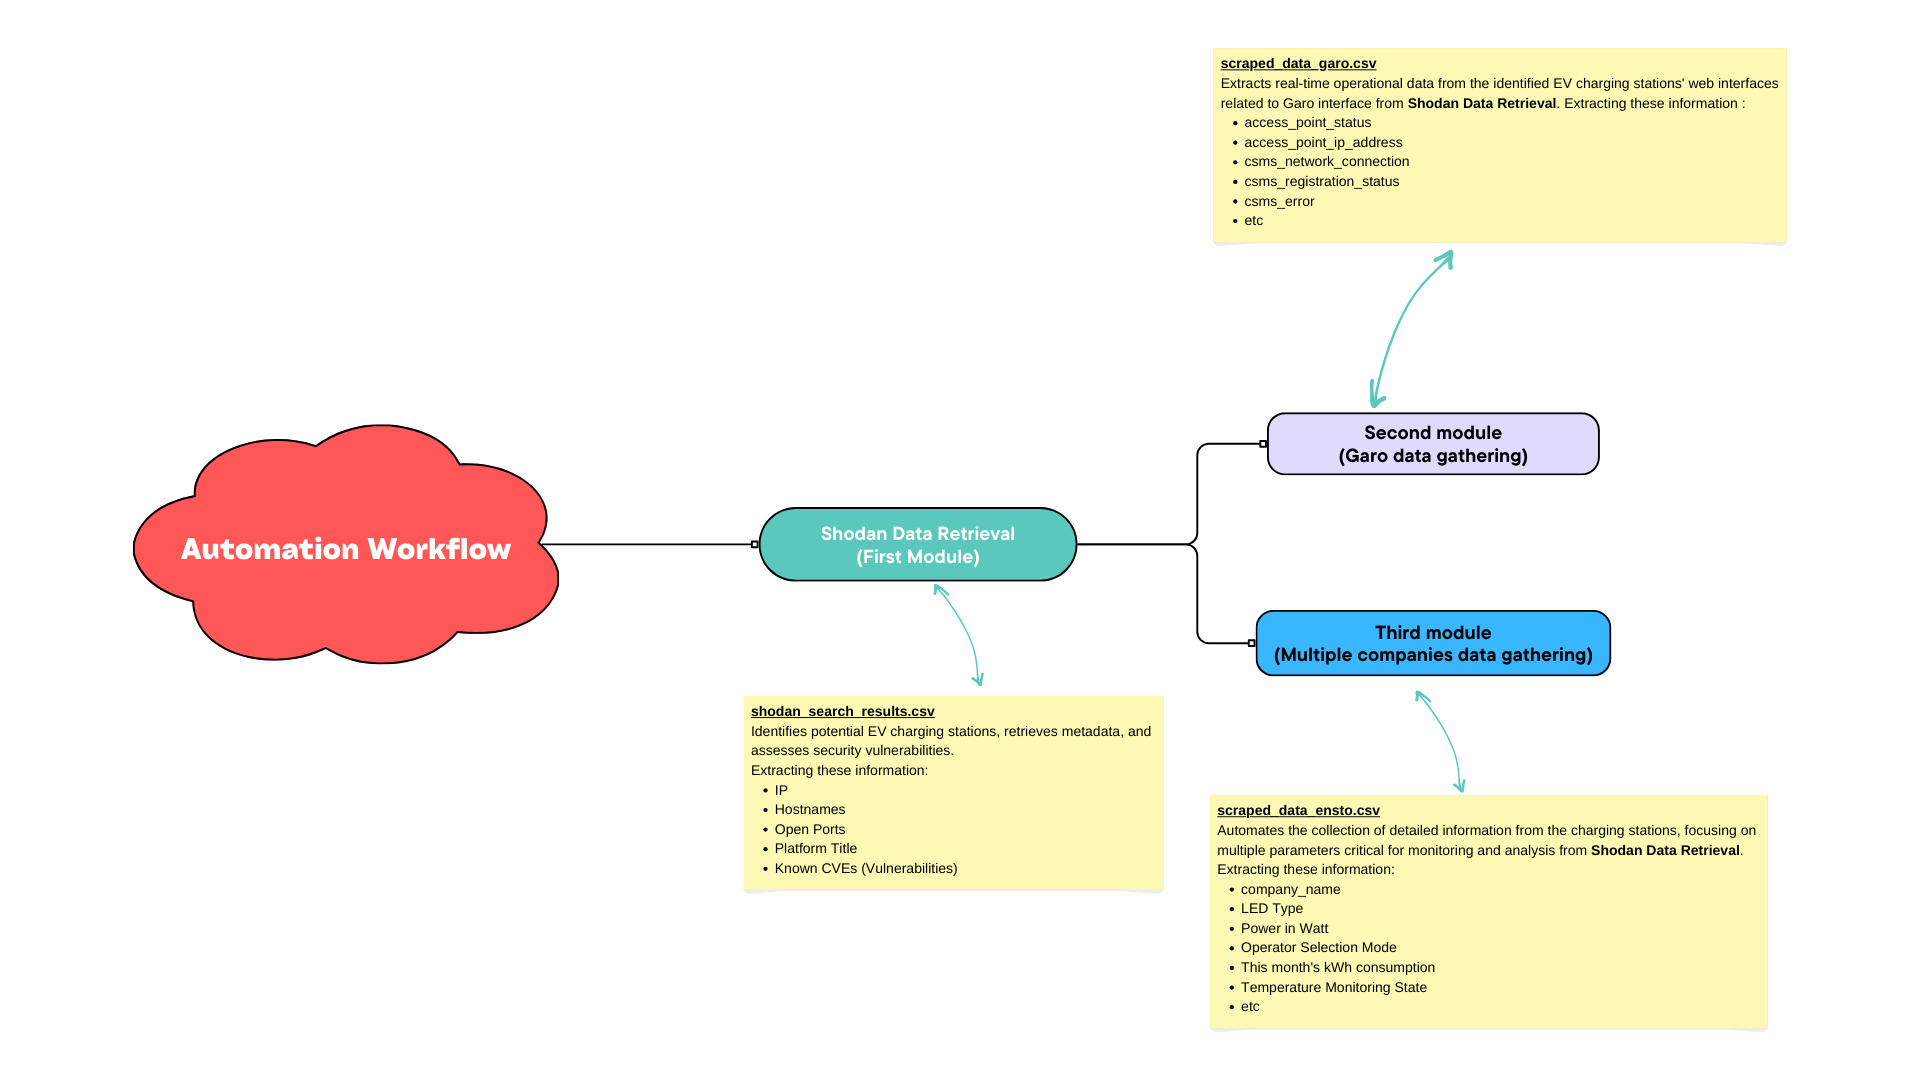 scraped_data_garo.csv
Extracts real-time operational data from the identified EV charging stations' web interfaces
related to Garo interface from Shodan Data Retrieval. Extracting these information :
• access_point_status
• access_point_ip_address
• csms_network_connection
• csms_registration_status
• csms_error
• etc
Second module
(Garo data gathering)
Automation Workflow
Shodan Data Retrieval
(First Module)
Third module
(Multiple companies data gathering)
shodan_search_results.csv
Identifies potential EV charging stations, retrieves metadata, and
assesses security vulnerabilities.
Extracting these information:
• IP
• Hostnames
• Open Ports
• Platform Title
• Known CVEs (Vulnerabilities)
scraped_data_ensto.csv
Automates the collection of detailed information from the charging stations, focusing on
multiple parameters critical for monitoring and analysis from Shodan Data Retrieval.
Extracting these information:
• company_name
• LED Type
• Power in Watt
• Operator Selection Mode
• This month's kWh consumption
• Temperature Monitoring State
• etc